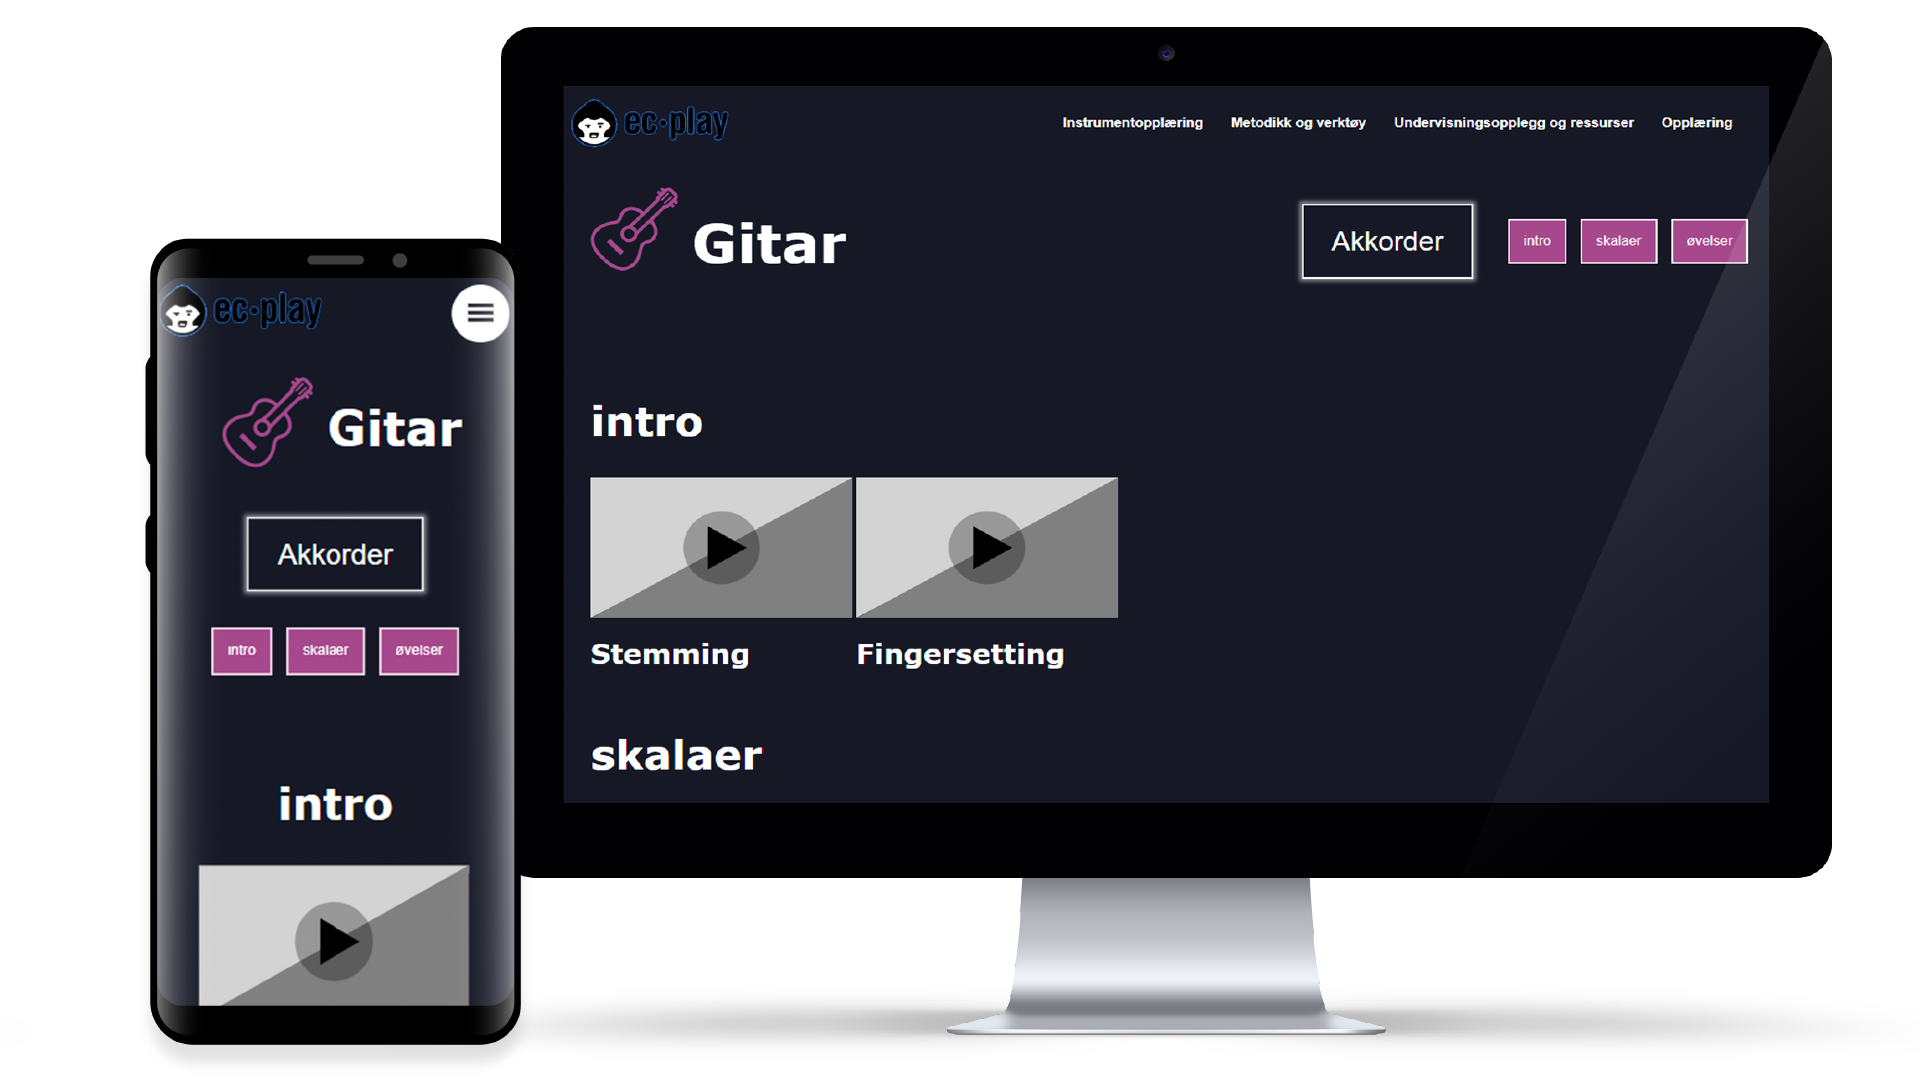 ec·play
Instrumentopplæring Metodikk og verktøy Undervisningsopplegg og ressurser Opplæring
Gitar
Akkorder
intro skalaer øvelser
intro
Stemming Fingersetting
skalaer
ec·play
Gitar
Akkorder
intro skalaer øvelser
intro